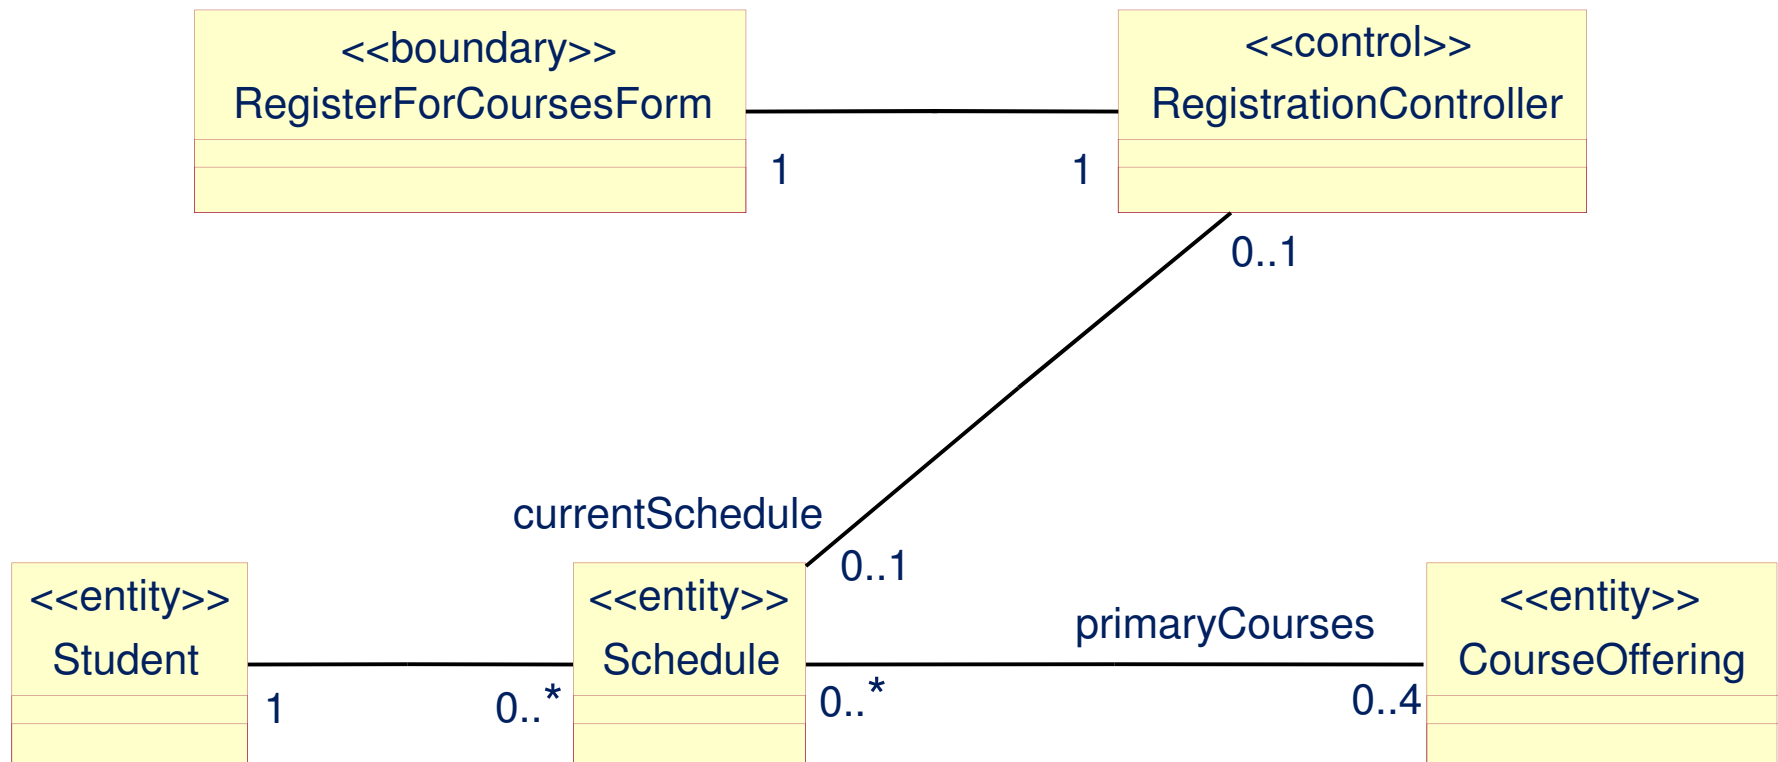 <<boundary>>
RegisterForCoursesForm
<<control>>
RegistrationController
1
1
0..1
currentSchedule
0..1
<<entity>>
Student
<<entity>>
Schedule
primaryCourses
<<entity>>
CourseOffering
1
0..*
0..*
0..4